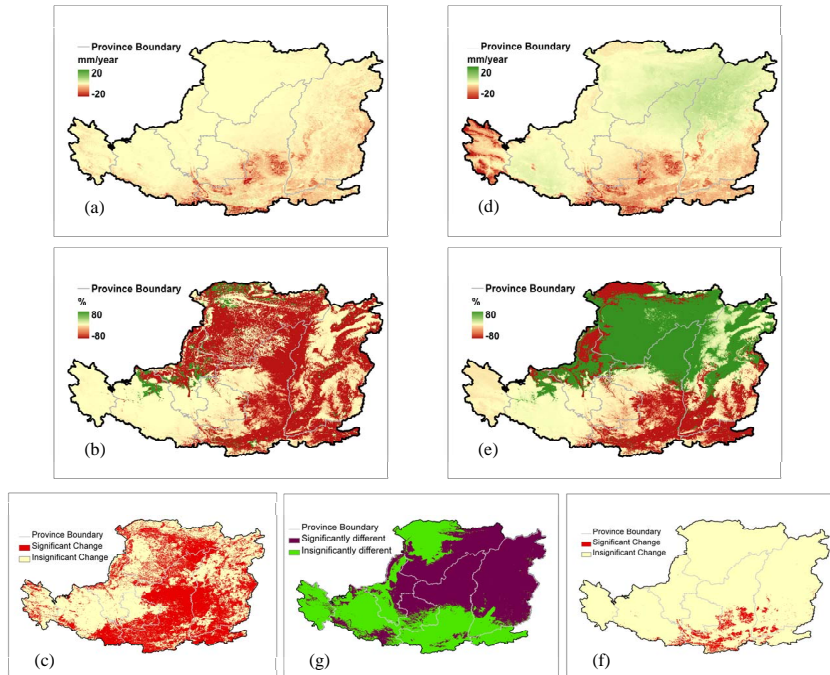 Province Boundary
mm/year
20
-20
(a)
Province Boundary
mm/year
20
-20
(d)
Province Boundary
%
80
-80
(b)
Province Boundary
%
80
-80
(e)
Province Boundary
Significant Change
Insignificant Change
(c)
Province Boundary
Significantly different
Insignificantly different
(g)
Province Boundary
Significant Change
Insignificant Change
(f)